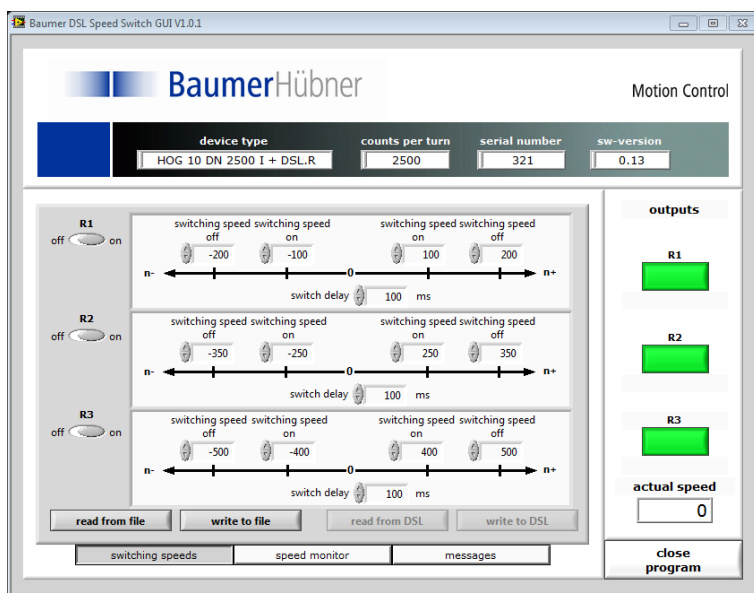 Baumer DSL Speed Switch GUI V1.0.1
BaumerHübner
Motion Control
device type counts per turn serial number sw-version
HOG 10 DN 2500 I + DSL.R 2500 321 0.13
R1
off on
switching speed switching speed switching speed switching speed
off on on off
-200 -100 100 200
n- 0 n+
switch delay 100 ms
R2
off on
switching speed switching speed switching speed switching speed
off on on off
-350 -250 250 350
n- 0 n+
switch delay 100 ms
R3
off on
switching speed switching speed switching speed switching speed
off on on off
-500 -400 400 500
n- 0 n+
switch delay 100 ms
read from file write to file read from DSL write to DSL
switching speeds speed monitor messages
outputs
R1
R2
R3
actual speed
0
close
program